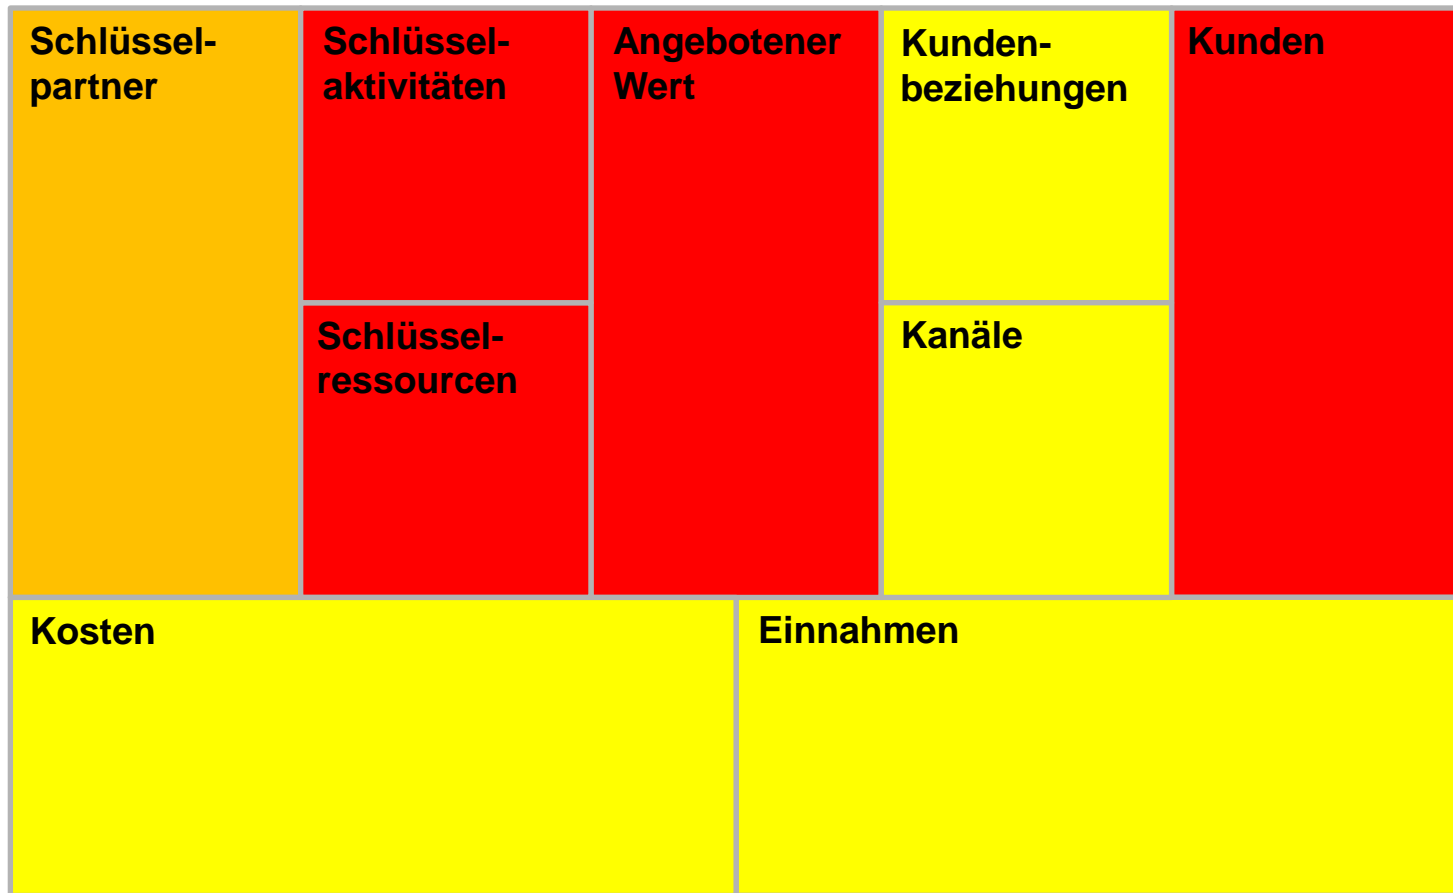 Schlüssel-
partner
Schlüssel-
aktivitäten
Angebotener
Wert
Kunden-
beziehungen
Kunden
Schlüssel-
ressourcen
Kanäle
Kosten
Einnahmen